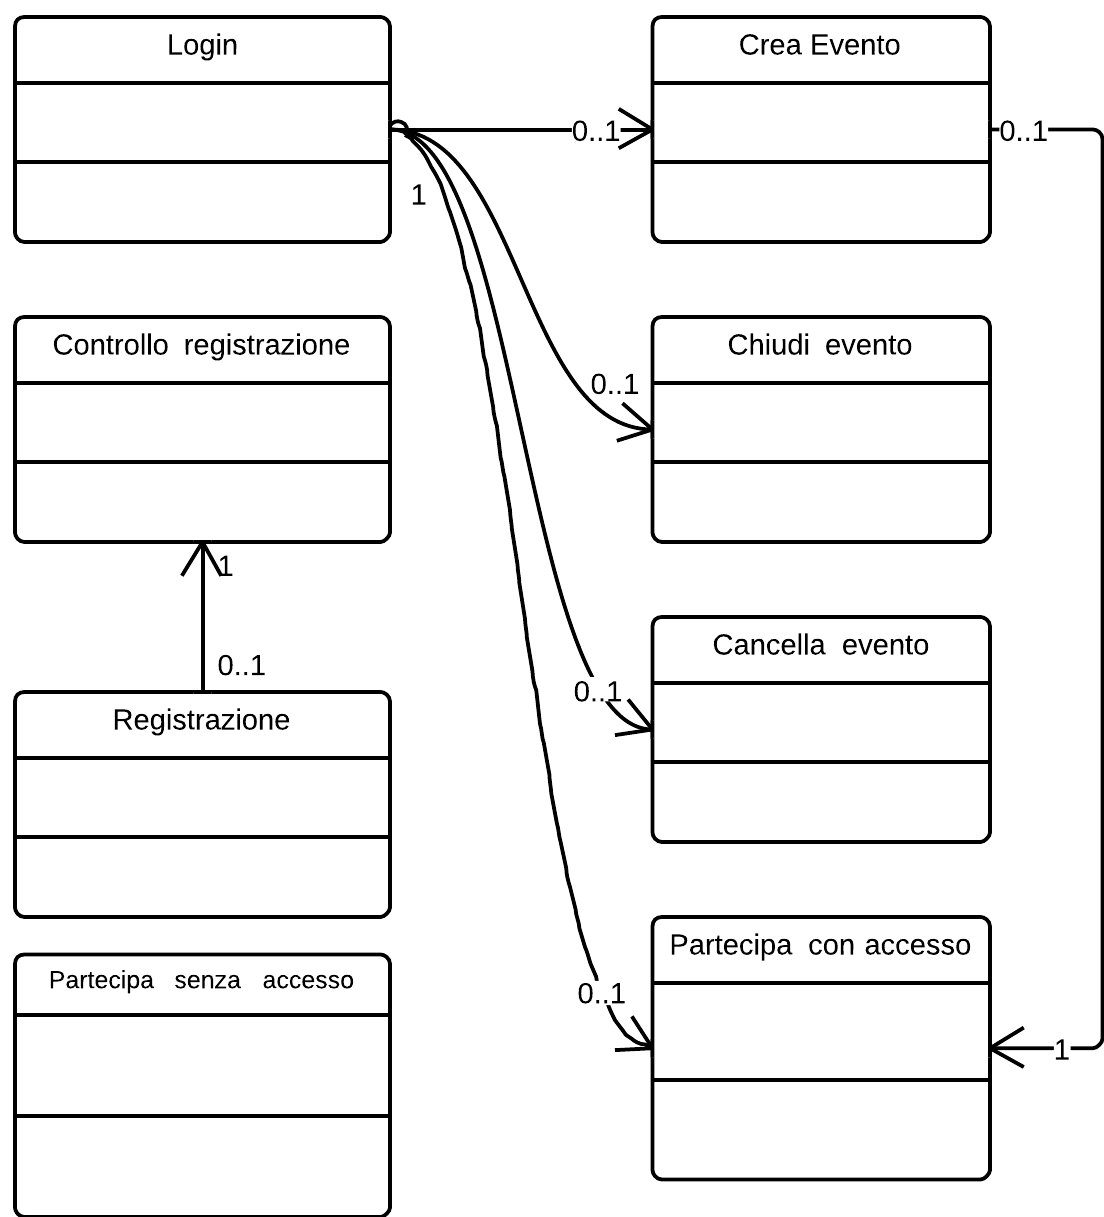 Login
Crea Evento
0..1
0..1
1
Controllo registrazione
Chiudi evento
0..1
1
0..1
Cancella evento
0..1
Registrazione
Partecipa con accesso
Partecipa senza accesso
0..1
1